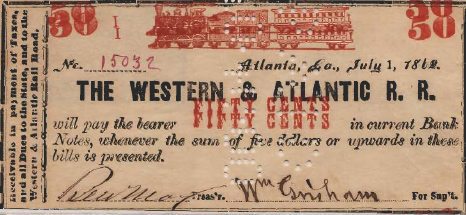 50 50
I
1
No. 15032 Atlanta, Ga., July 1, 1862.
THE WESTERN & ATLANTIC R. R.
FIFTY CENTS
FIFTY CENTS
will pay the bearer in current Bank
Notes, whenever the sum of five dollars or upwards in these
bills is presented.
Treas'r. Wm Grisham For Sup't.
Receivable in payment of Taxes,
and all Dues to the State, and to the
Western & Atlantic Rail Road.